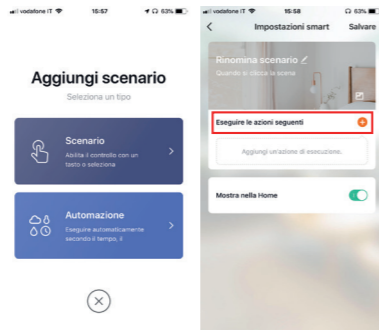 vodafone IT 15:57 63%
Aggiungi scenario
Seleziona un tipo
Scenario
Abilita il controllo con un
tasto o seleziona
Automazione
Eseguire automaticamente
secondo il tempo, il
vodafone IT 15:58 63%
Impostazioni smart Salvare
Rinomina scenario
Quando si clicca la scena
Eseguire le azioni seguenti
Aggiungi un'azione di esecuzione.
Mostra nella Home